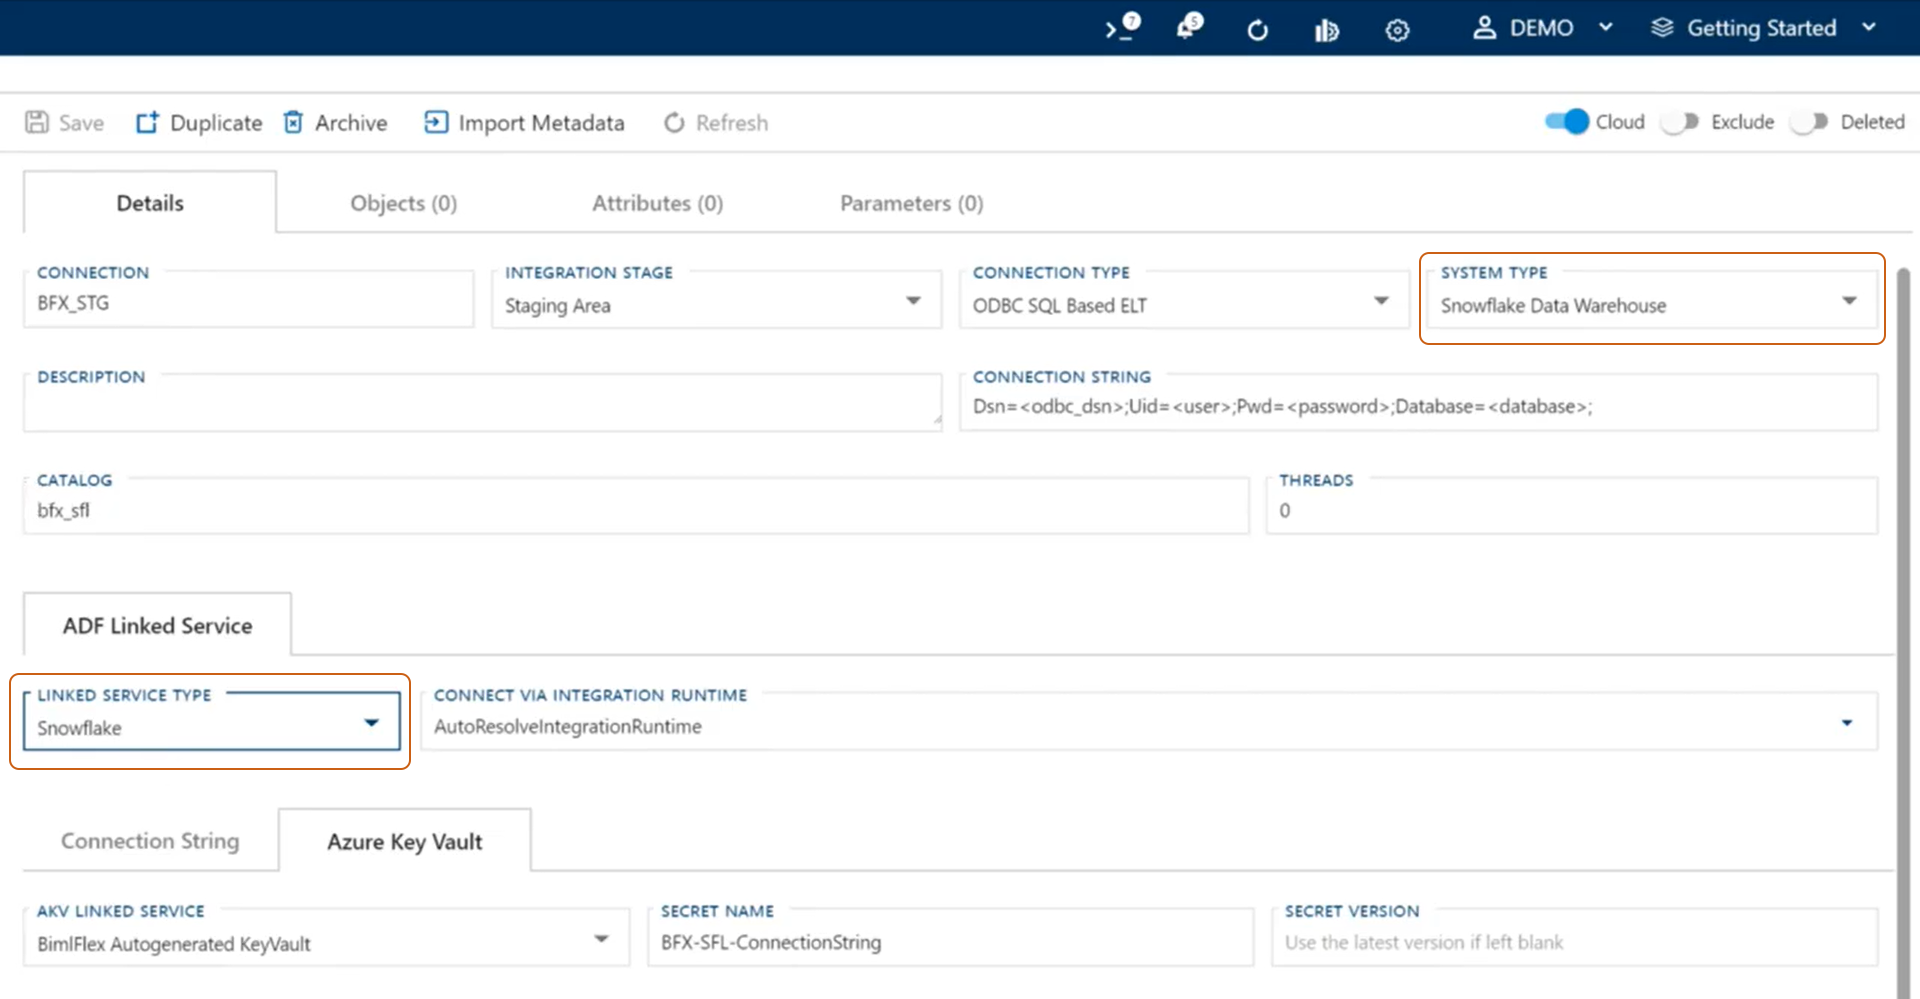 7 5 DEMO Getting Started
Save Duplicate Archive Import Metadata Refresh Cloud Exclude Deleted
Details Objects (0) Attributes (0) Parameters (0)
CONNECTION INTEGRATION STAGE CONNECTION TYPE SYSTEM TYPE
BFX_STG Staging Area ODBC SQL Based ELT Snowflake Data Warehouse
DESCRIPTION CONNECTION STRING
Dsn=<odbc_dsn>;Uid=<user>;Pwd=<password>;Database=<database>;
CATALOG THREADS
bfx_sfl 0
ADF Linked Service
LINKED SERVICE TYPE CONNECT VIA INTEGRATION RUNTIME
Snowflake AutoResolveIntegrationRuntime
Connection String Azure Key Vault
AKV LINKED SERVICE SECRET NAME SECRET VERSION
BimlFlex Autogenerated KeyVault BFX-SFL-ConnectionString Use the latest version if left blank